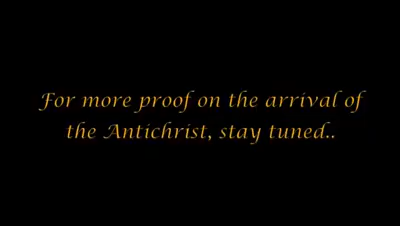 For more proof on the arrival of
the Antichrist, stay tuned..